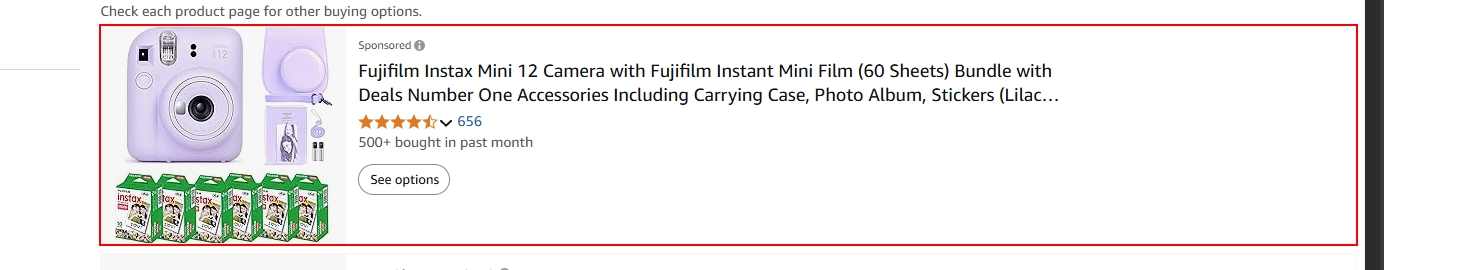 Check each product page for other buying options.
Sponsored
Fujifilm Instax Mini 12 Camera with Fujifilm Instant Mini Film (60 Sheets) Bundle with
Deals Number One Accessories Including Carrying Case, Photo Album, Stickers (Lilac…
656
500+ bought in past month
See options
instax